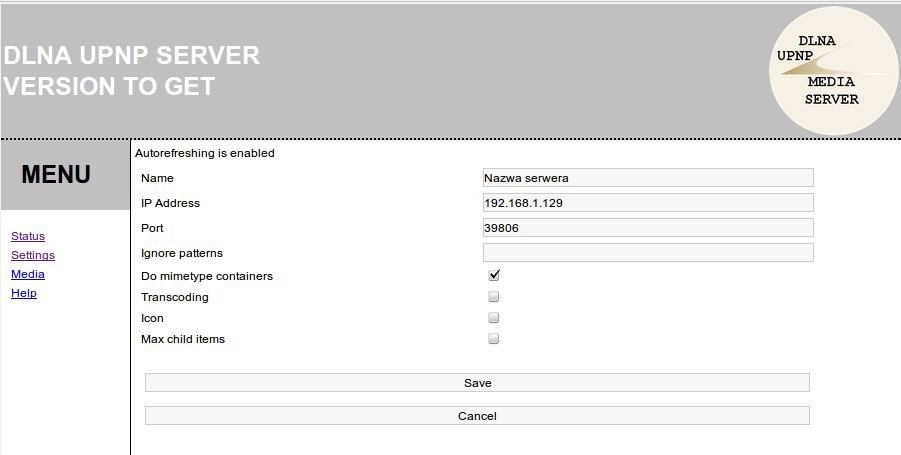 DLNA UPNP SERVER
VERSION TO GET
DLNA
UPNP
MEDIA
SERVER
MENU
Status
Settings
Media
Help
Autorefreshing is enabled
Name Nazwa serwera
IP Address 192.168.1.129
Port 39806
Ignore patterns
Do mimetype containers
Transcoding
Icon
Max child items
Save
Cancel